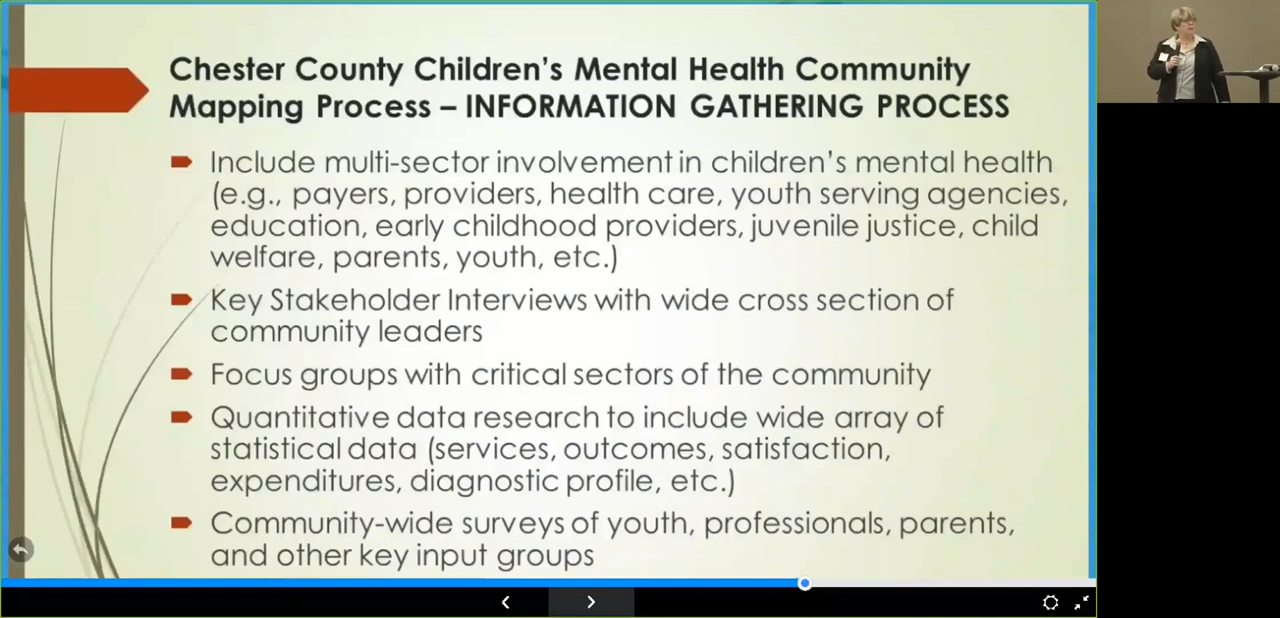 Chester County Children's Mental Health Community
Mapping Process – INFORMATION GATHERING PROCESS
Include multi-sector involvement in children's mental health
(e.g., payers, providers, health care, youth serving agencies,
education, early childhood providers, juvenile justice, child
welfare, parents, youth, etc.)
Key Stakeholder Interviews with wide cross section of
community leaders
Focus groups with critical sectors of the community
Quantitative data research to include wide array of
statistical data (services, outcomes, satisfaction,
expenditures, diagnostic profile, etc.)
Community-wide surveys of youth, professionals, parents,
and other key input groups